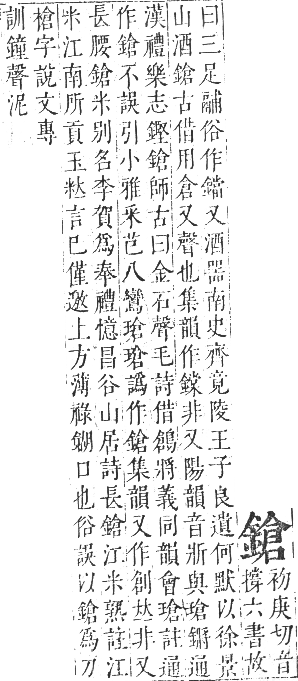 鎗
初庚切音
撐六書故
曰三足鬴俗作鐺又酒器南史齊竟陵王子良遺何默以徐景
山酒鎗古借用倉又聲也集韻作鏿非又陽韻音斨與瑲鏘通
漢禮樂志鏗鎗師古曰金石聲毛詩借鶬將義同韻會瑲註通
作鎗不誤引小雅采芑八鸞瑲瑲譌作鎗集韻又作創𠀤非又
長腰鎗米别名李賀爲奉禮憶昌谷山居詩長鎗江米熟註江
米江南所貢玉粒言已僅邀上方薄祿餬口也俗誤以鎗爲刀
槍字說文專
訓鐘聲泥